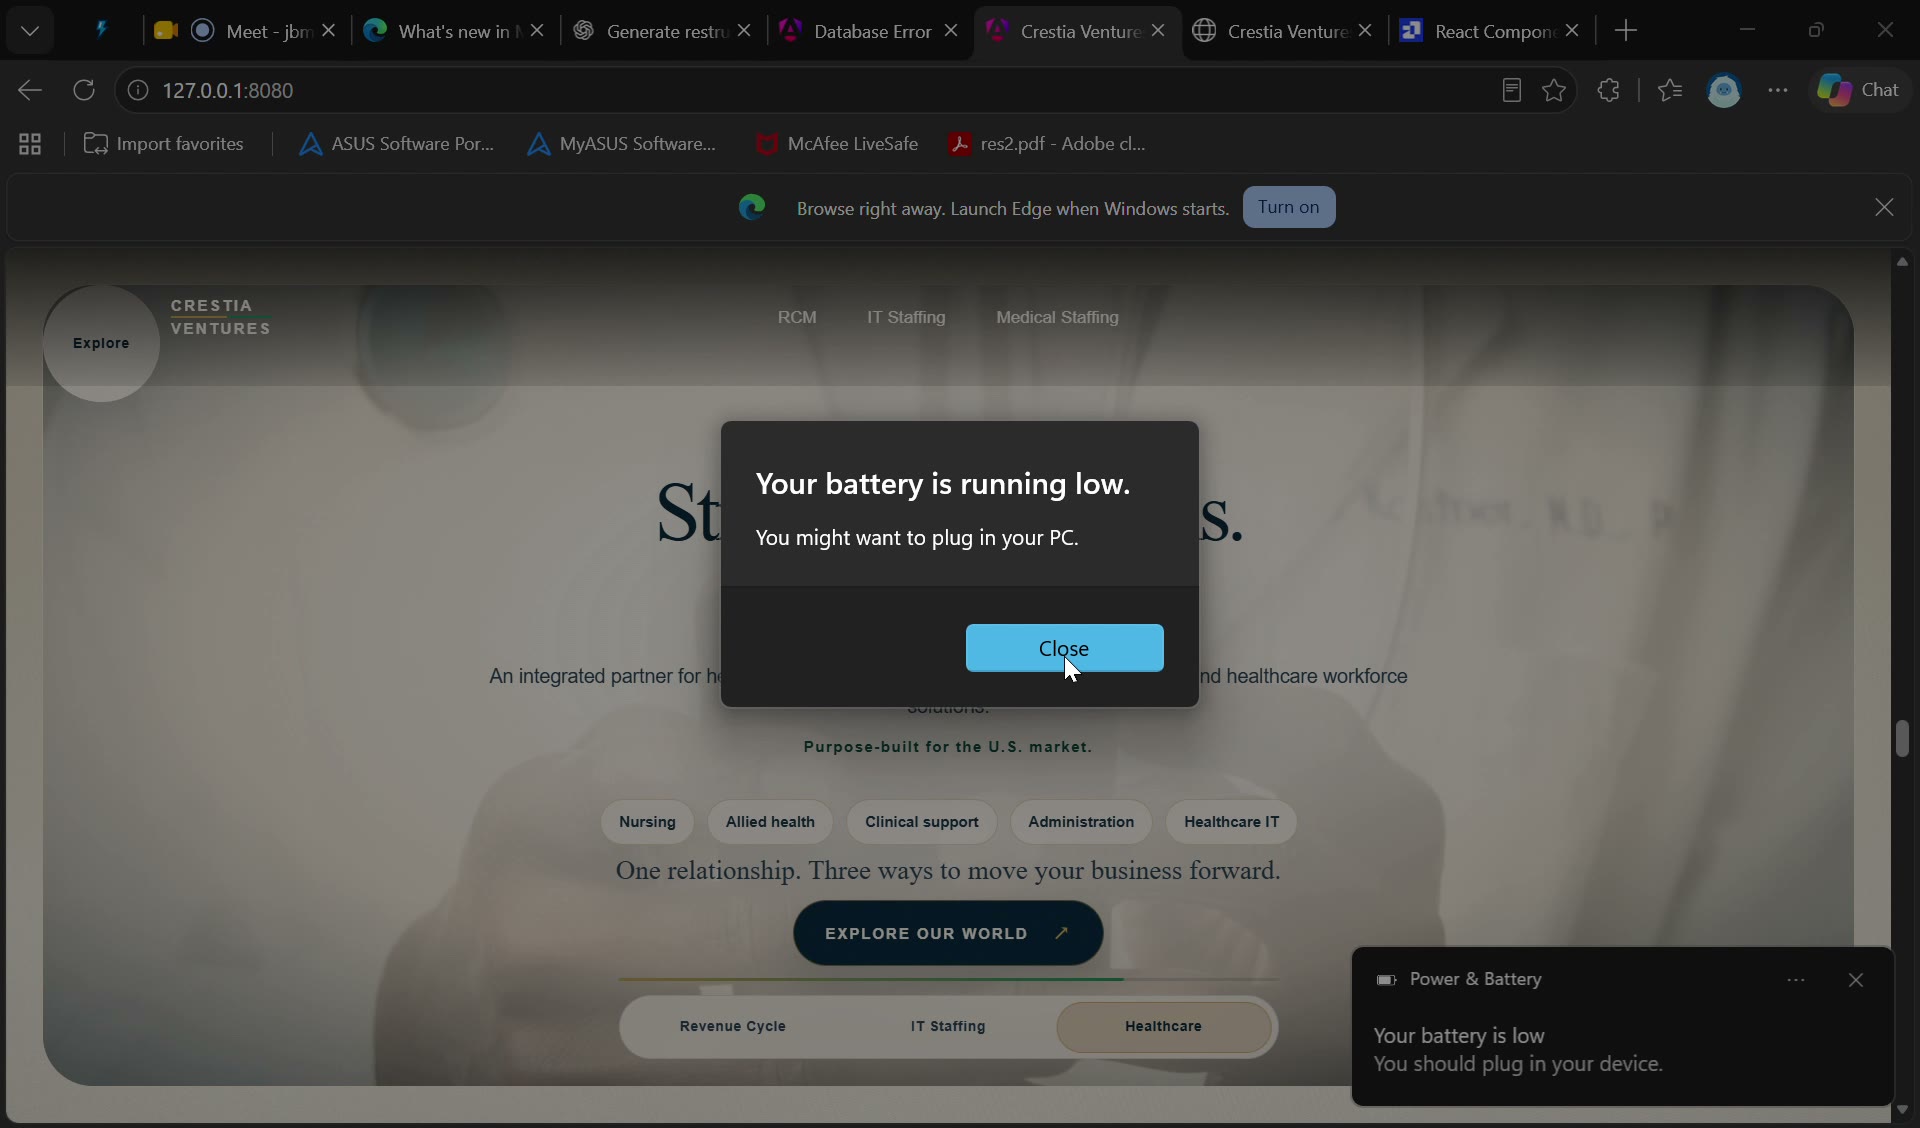 Meet - jbm
What's new in
Generate restru
Database Error
Crestia Venture
Crestia Venture
React Compone
127.0.0.1:8080
Chat
Import favorites
ASUS Software Por...
MyASUS Software...
McAfee LiveSafe
res2.pdf - Adobe cl...
Browse right away. Launch Edge when Windows starts.
Turn on
Explore
CRESTIA
VENTURES
RCM
IT Staffing
Medical Staffing
St
s.
Your battery is running low.
You might want to plug in your PC.
Close
An integrated partner for he
nd healthcare workforce
solutions.
Purpose-built for the U.S. market.
Nursing
Allied health
Clinical support
Administration
Healthcare IT
One relationship. Three ways to move your business forward.
EXPLORE OUR WORLD
Revenue Cycle
IT Staffing
Healthcare
Power & Battery
Your battery is low
You should plug in your device.